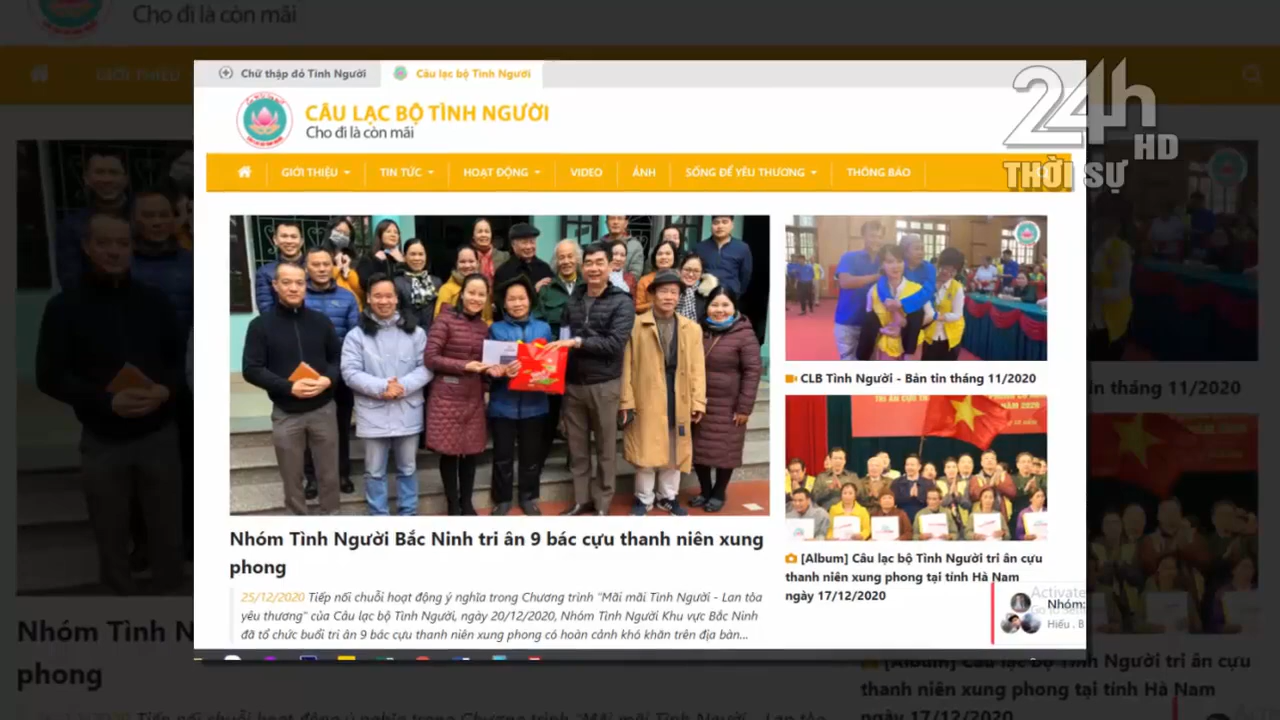 Cho đi là còn mãi
GIỚI THIỆU
Chữ thập đỏ Tình Người
Câu lạc bộ Tình Người
CÂU LẠC BỘ TÌNH NGƯỜI
Cho đi là còn mãi
24h HD
THỜI SỰ
GIỚI THIỆU
TIN TỨC
HOẠT ĐỘNG
VIDEO
ẢNH
SỐNG ĐỂ YÊU THƯƠNG
THÔNG BÁO
Nhóm Tình Người Bắc Ninh tri ân 9 bác cựu thanh niên xung
phong
25/12/2020 Tiếp nối chuỗi hoạt động ý nghĩa trong Chương trình "Mãi mãi Tình Người - Lan tỏa
yêu thương" của Câu lạc bộ Tình Người, ngày 20/12/2020, Nhóm Tình Người Khu vực Bắc Ninh
đã tổ chức buổi tri ân 9 bác cựu thanh niên xung phong có hoàn cảnh khó khăn trên địa bàn...
CLB Tình Người - Bản tin tháng 11/2020
[Album] Câu lạc bộ Tình Người tri ân cựu
thanh niên xung phong tại tỉnh Hà Nam
ngày 17/12/2020
Activate
Nhóm:
Go to
Hiếu . B
Nhóm Tình N
phong
tin tháng 11/2020
[Album] Câu lạc bộ Tình Người tri ân cựu
thanh niên xung phong tại tỉnh Hà Nam
ngày 17/12/2020